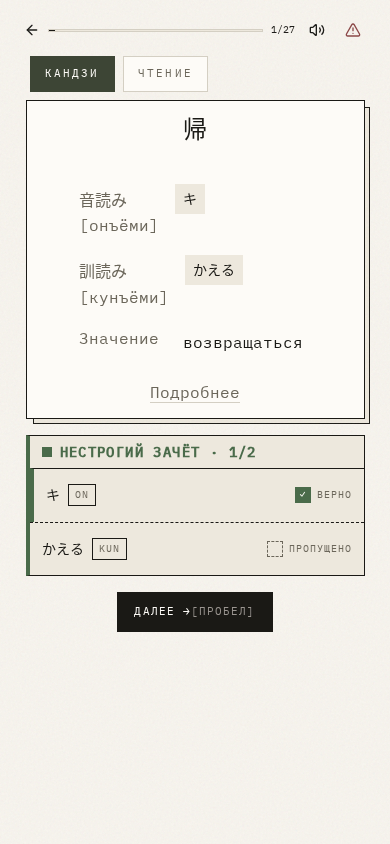 1/27
КАНДЗИ ЧТЕНИЕ
帰
音読み キ
[онъёми]
訓読み かえる
[кунъёми]
Значение возвращаться
Подробнее
НЕСТРОГИЙ ЗАЧЁТ · 1/2
キ ON ВЕРНО
かえる KUN ПРОПУЩЕНО
ДАЛЕЕ →[ПРОБЕЛ]